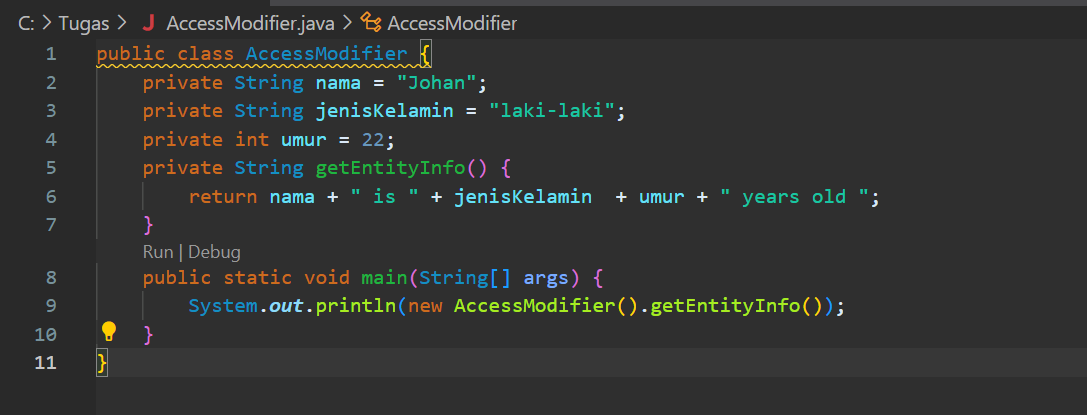 C: > Tugas > J AccessModifier.java > AccessModifier
1 public class AccessModifier {
2     private String nama = "Johan";
3     private String jenisKelamin = "laki-laki";
4     private int umur = 22;
5     private String getEntityInfo() {
6         return nama + " is " + jenisKelamin  + umur + " years old ";
7     }
Run | Debug
8     public static void main(String[] args) {
9         System.out.println(new AccessModifier().getEntityInfo());
10     }
11 }